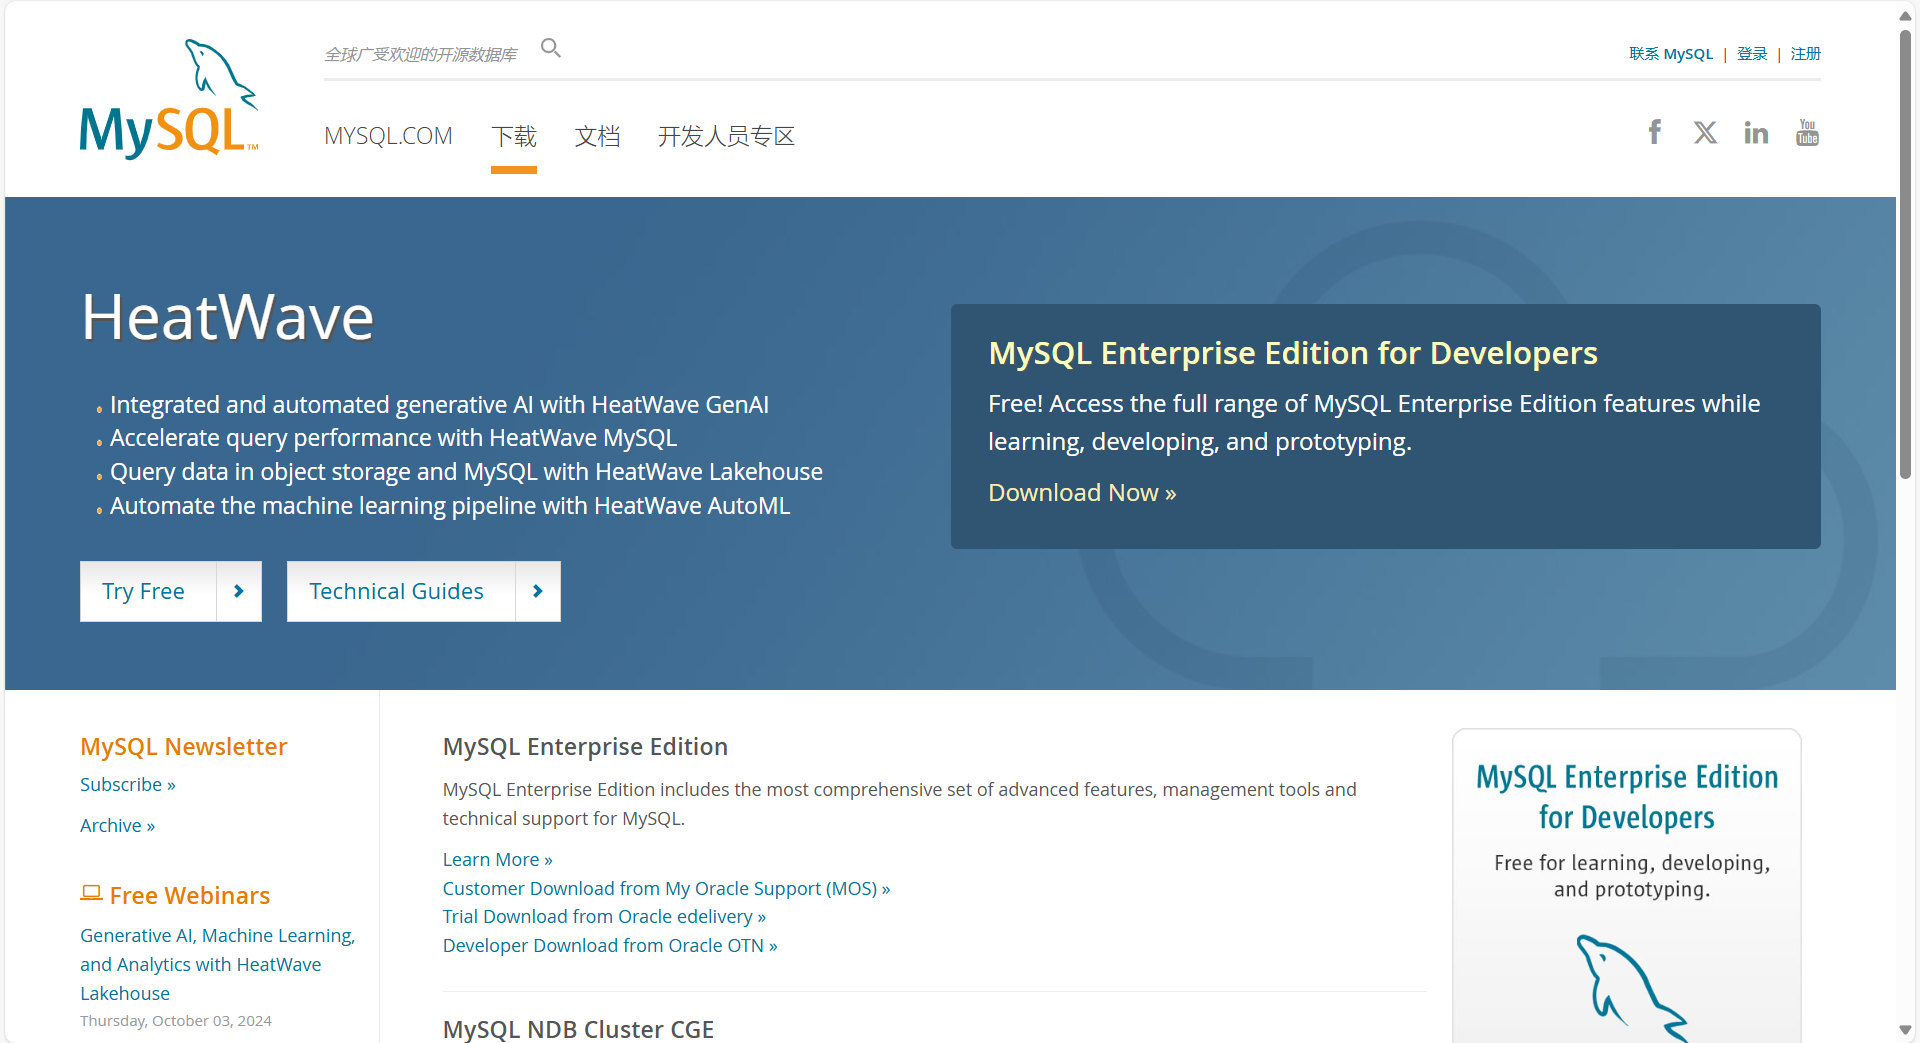 MySQL™
全球广受欢迎的开源数据库
联系 MySQL | 登录 | 注册
MYSQL.COM 下载 文档 开发人员专区
f X in You Tube
HeatWave
Integrated and automated generative AI with HeatWave GenAI
Accelerate query performance with HeatWave MySQL
Query data in object storage and MySQL with HeatWave Lakehouse
Automate the machine learning pipeline with HeatWave AutoML
Try Free
Technical Guides
MySQL Enterprise Edition for Developers
Free! Access the full range of MySQL Enterprise Edition features while
learning, developing, and prototyping.
Download Now »
MySQL Newsletter
Subscribe »
Archive »
Free Webinars
Generative AI, Machine Learning,
and Analytics with HeatWave
Lakehouse
Thursday, October 03, 2024
MySQL Enterprise Edition
MySQL Enterprise Edition includes the most comprehensive set of advanced features, management tools and
technical support for MySQL.
Learn More »
Customer Download from My Oracle Support (MOS) »
Trial Download from Oracle edelivery »
Developer Download from Oracle OTN »
MySQL NDB Cluster CGE
MySQL Enterprise Edition
for Developers
Free for learning, developing,
and prototyping.